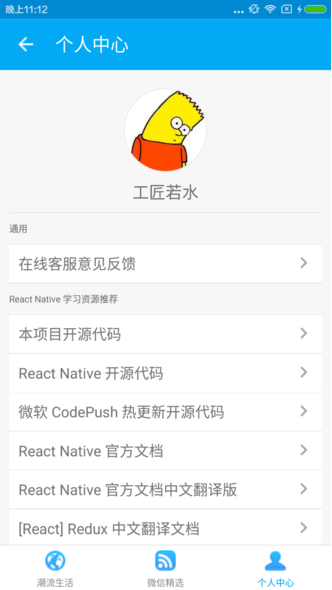 晚上11:12
个人中心
工匠若水
通用
在线客服意见反馈
React Native 学习资源推荐
本项目开源代码
React Native 开源代码
微软 CodePush 热更新开源代码
React Native 官方文档
React Native 官方文档中文翻译版
[React] Redux 中文翻译文档
潮流生活
微信精选
个人中心